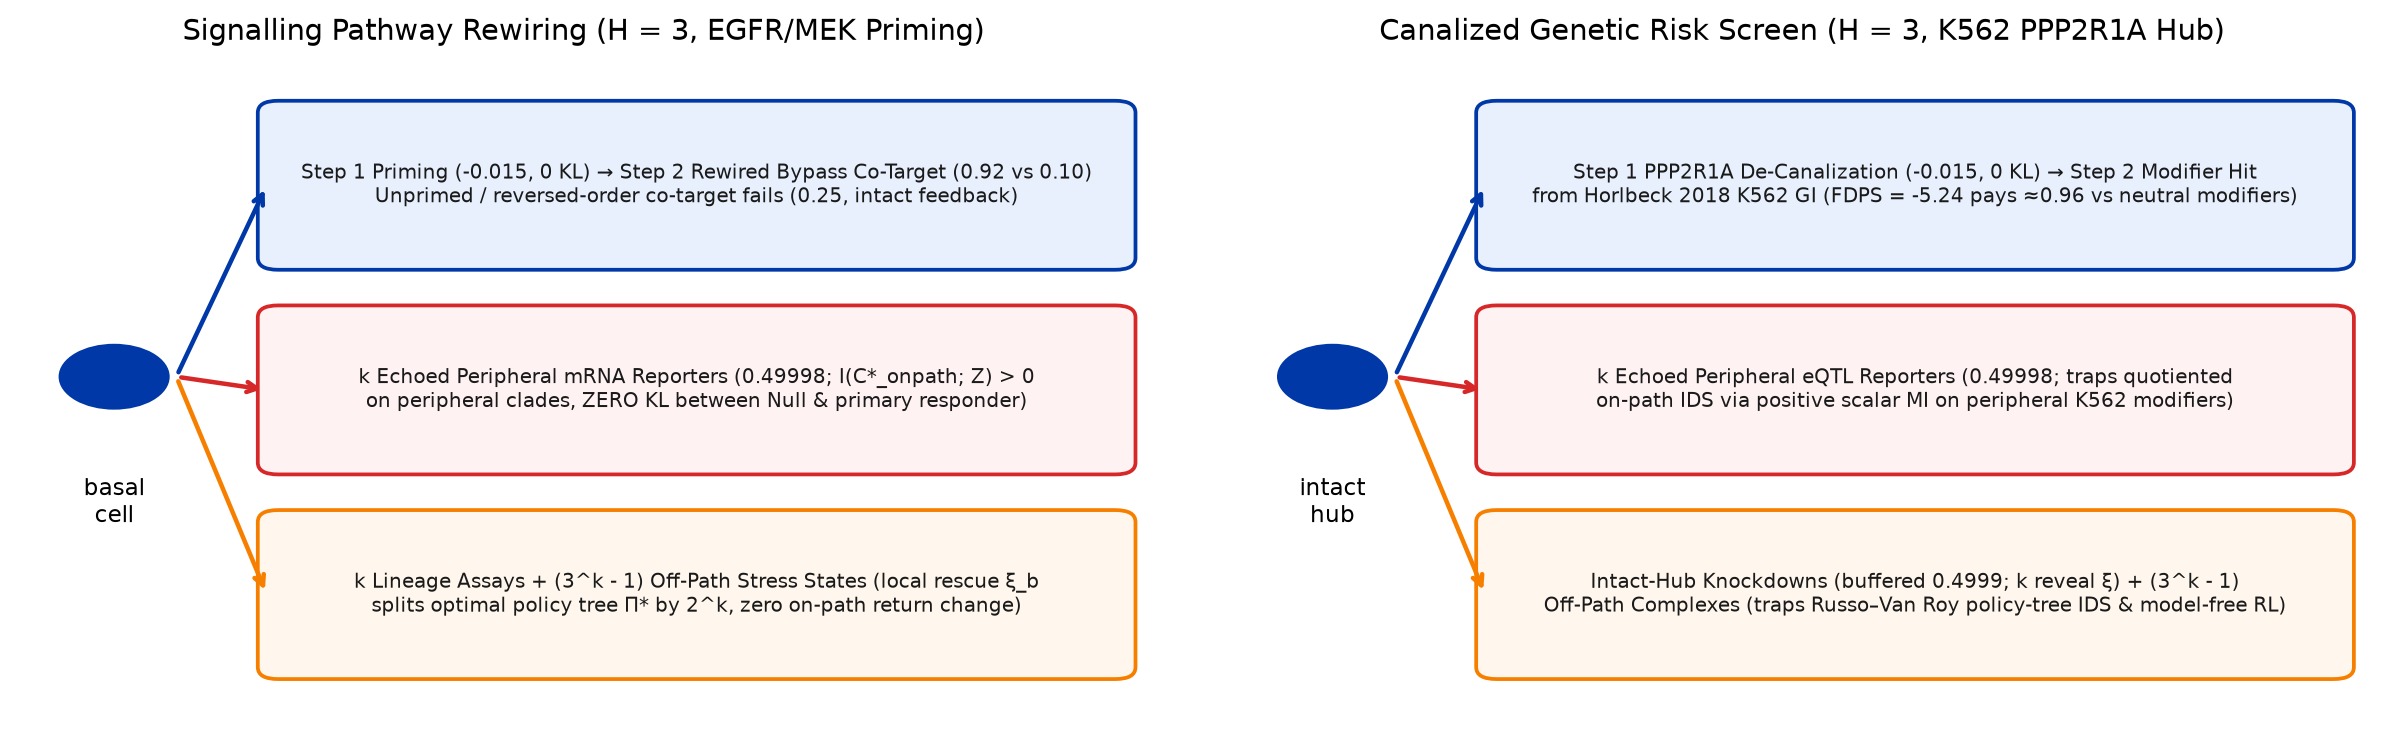 Signalling Pathway Rewiring (H = 3, EGFR/MEK Priming)
Step 1 Priming (-0.015, 0 KL) → Step 2 Rewired Bypass Co-Target (0.92 vs 0.10)
Unprimed / reversed-order co-target fails (0.25, intact feedback)
k Echoed Peripheral mRNA Reporters (0.49998; I(C*_onpath; Z) > 0
on peripheral clades, ZERO KL between Null & primary responder)
basal
cell
k Lineage Assays + (3^k - 1) Off-Path Stress States (local rescue ξ_b
splits optimal policy tree Π* by 2^k, zero on-path return change)
Canalized Genetic Risk Screen (H = 3, K562 PPP2R1A Hub)
Step 1 PPP2R1A De-Canalization (-0.015, 0 KL) → Step 2 Modifier Hit
from Horlbeck 2018 K562 GI (FDPS = -5.24 pays ≈0.96 vs neutral modifiers)
k Echoed Peripheral eQTL Reporters (0.49998; traps quotiented
on-path IDS via positive scalar MI on peripheral K562 modifiers)
intact
hub
Intact-Hub Knockdowns (buffered 0.4999; k reveal ξ) + (3^k - 1)
Off-Path Complexes (traps Russo–Van Roy policy-tree IDS & model-free RL)